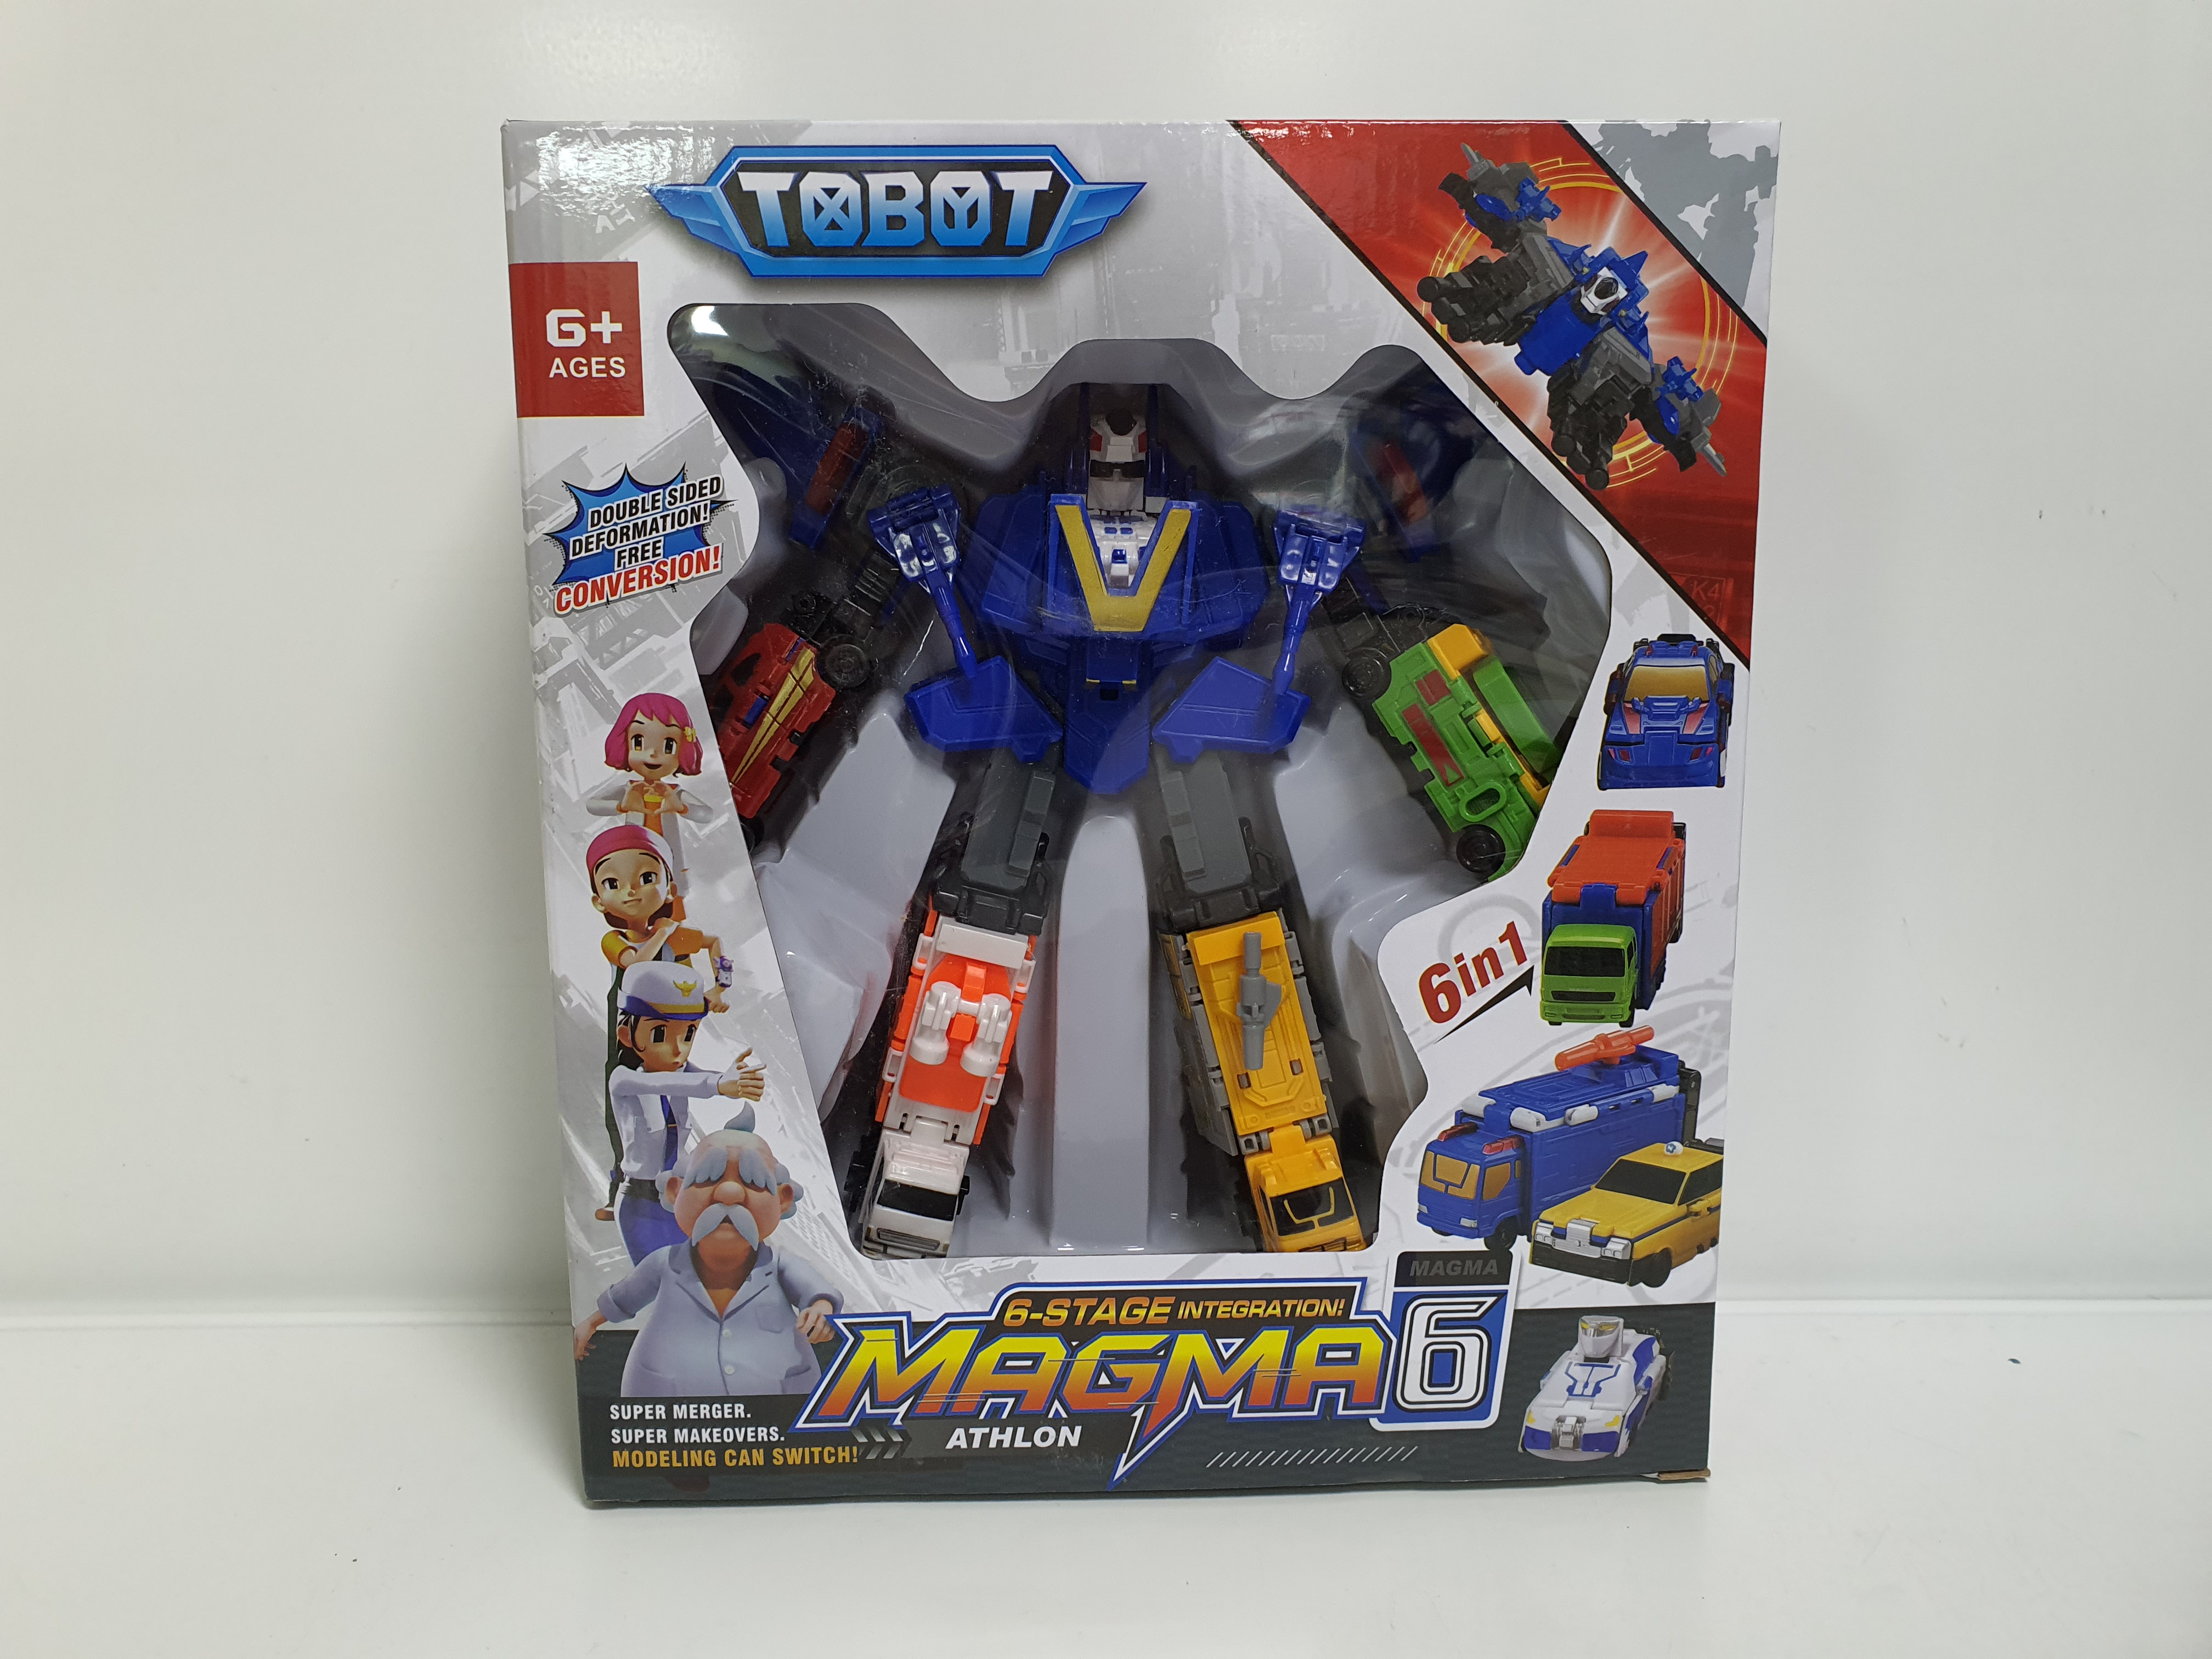 TOBOT
6+
AGES
DOUBLE SIDED
DEFORMATION!
FREE
CONVERSION!
6in1
MAGMA
6
6-STAGE INTEGRATION!
MAGMA
ATHLON
SUPER MERGER.
SUPER MAKEOVERS.
MODELING CAN SWITCH!